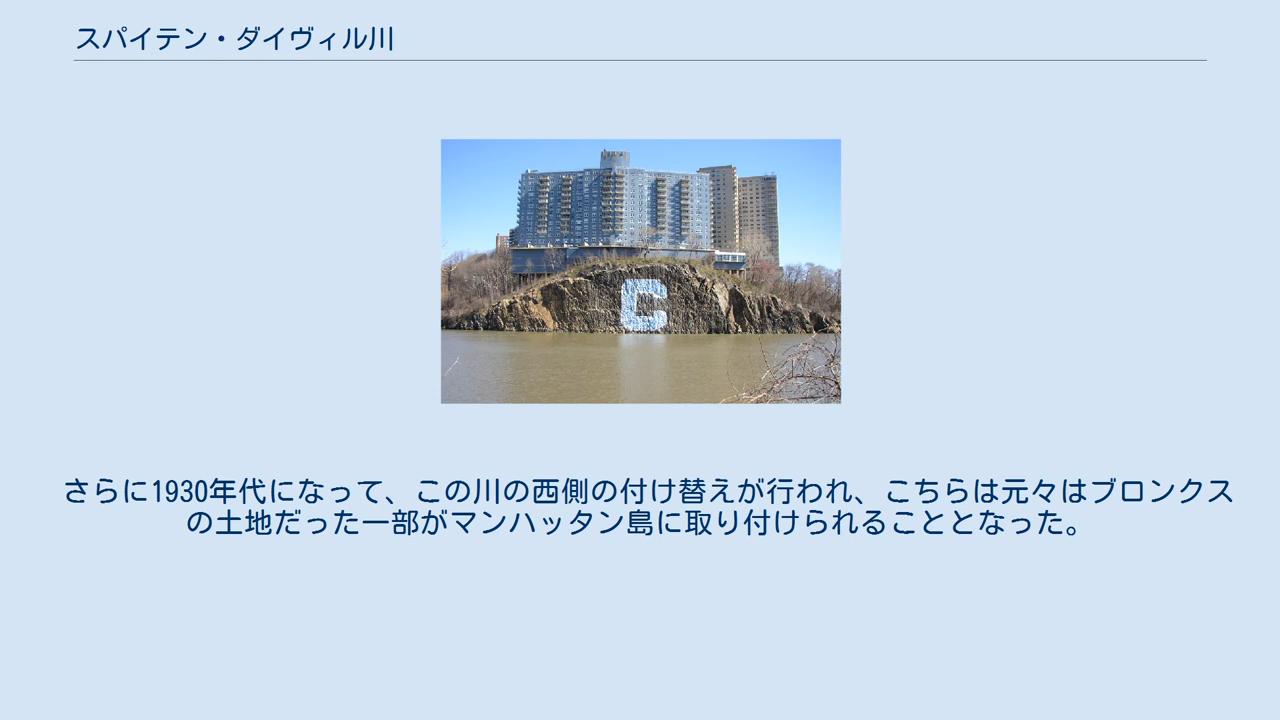 スパイテン・ダイヴィル川
C
さらに1930年代になって、この川の西側の付け替えが行われ、こちらは元々はブロンクス
の土地だった一部がマンハッタン島に取り付けられることとなった。